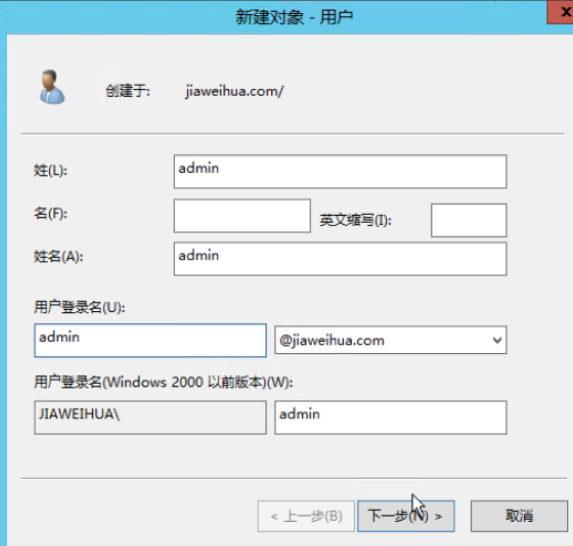 新建对象 - 用户
x
创建于: jiaweihua.com/
姓(L): admin
名(F): 英文缩写(I):
姓名(A): admin
用户登录名(U):
admin @jiaweihua.com
用户登录名(Windows 2000 以前版本)(W):
JIAWEIHUA\ admin
< 上一步(B) 下一步(N) > 取消